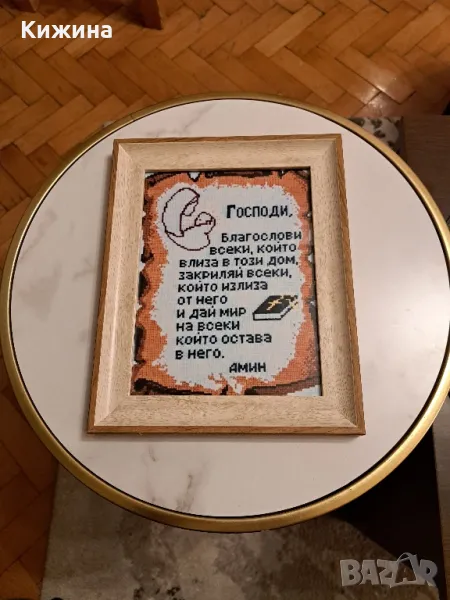 Кижина
Господи,
Благослови
всеки, който
влиза в този дом,
закриляй всеки,
който излиза
от него
и дай мир
на всеки
който остава
в него.
АМИН
BAZAR